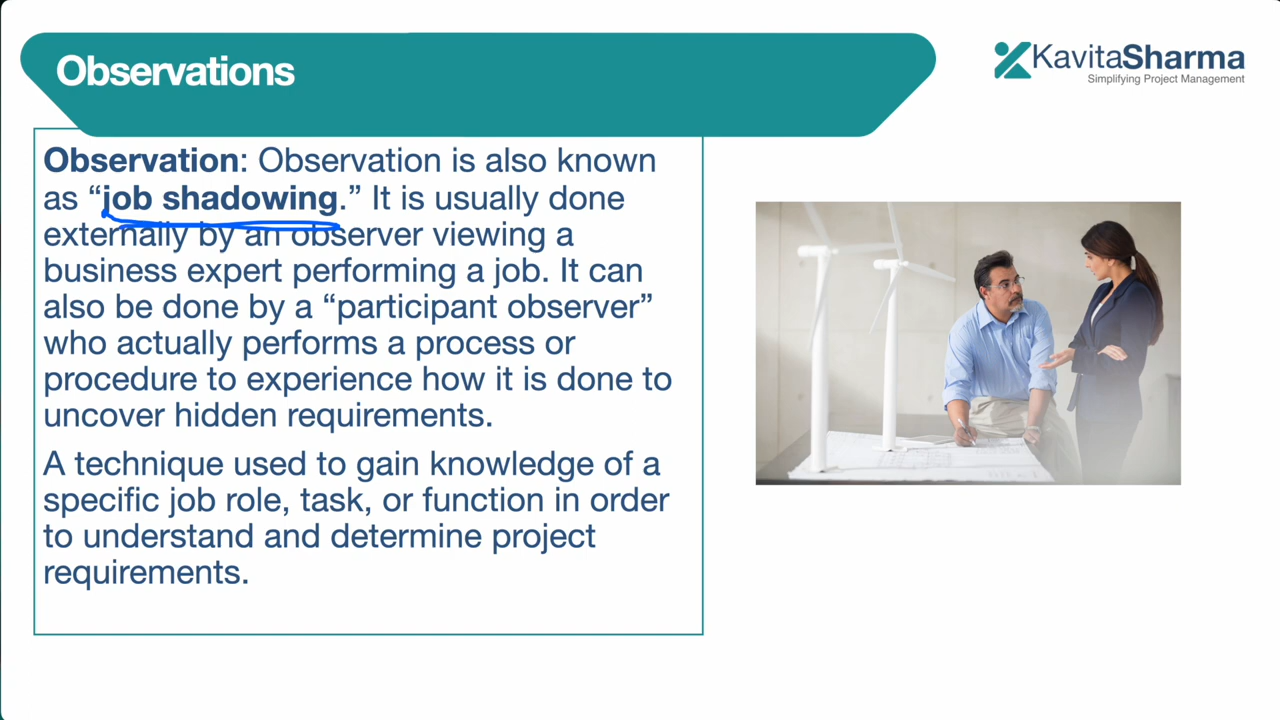 Observations
KavitaSharma
Simplifying Project Management
Observation: Observation is also known
as “job shadowing.” It is usually done
externally by an observer viewing a
business expert performing a job. It can
also be done by a “participant observer”
who actually performs a process or
procedure to experience how it is done to
uncover hidden requirements.
A technique used to gain knowledge of a
specific job role, task, or function in order
to understand and determine project
requirements.